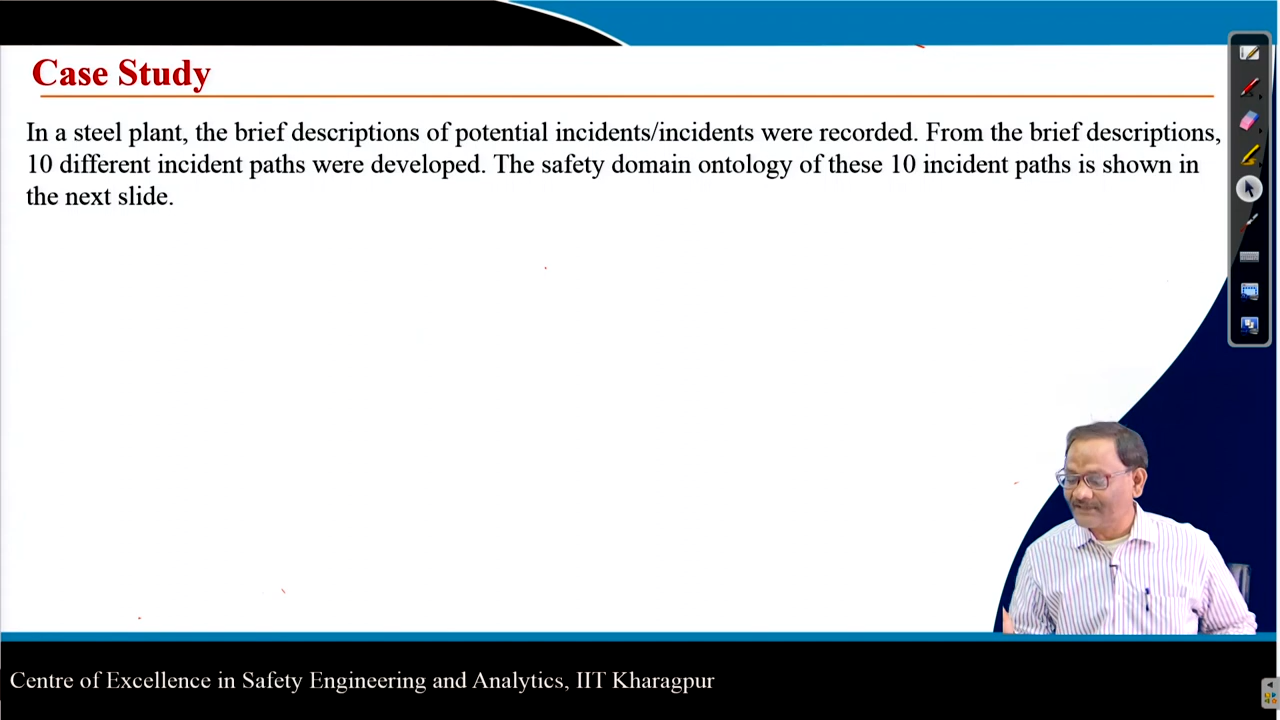 Case Study
In a steel plant, the brief descriptions of potential incidents/incidents were recorded. From the brief descriptions,
10 different incident paths were developed. The safety domain ontology of these 10 incident paths is shown in
the next slide.
Centre of Excellence in Safety Engineering and Analytics, IIT Kharagpur